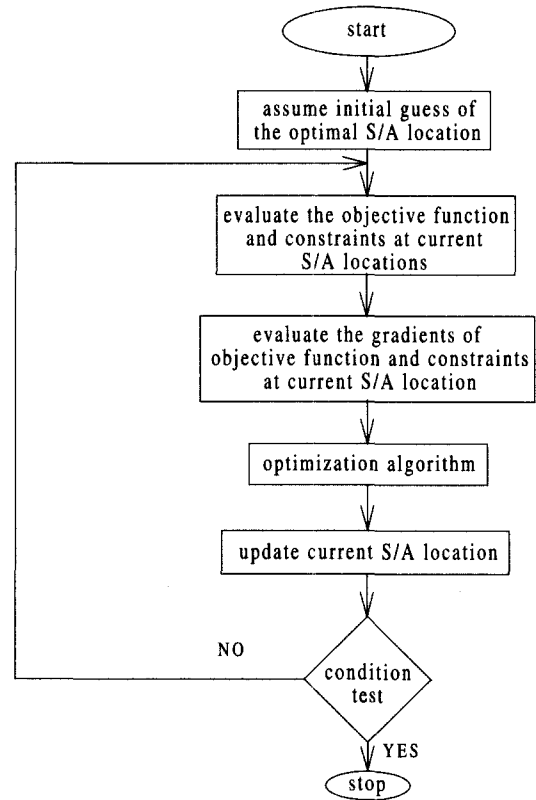 start
assume initial guess of
the optimal S/A location
evaluate the objective function
and constraints at current
S/A locations
evaluate the gradients of
objective function and constraints
at current S/A location
optimization algorithm
update current S/A location
NO
condition
test
YES
stop